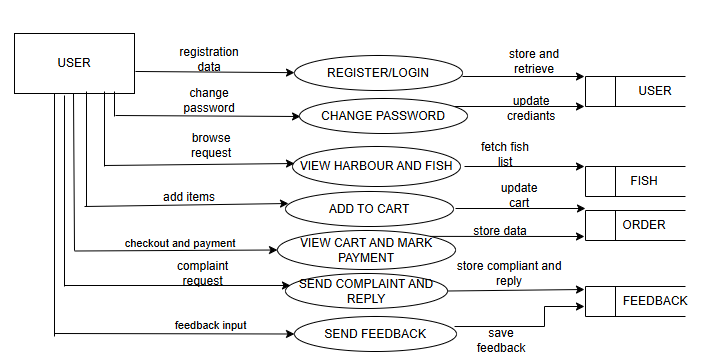 USER
registration
data
REGISTER/LOGIN
store and
retrieve
USER
change
password
CHANGE PASSWORD
update
crediants
browse
request
VIEW HARBOUR AND FISH
fetch fish
list
FISH
add items
ADD TO CART
update
cart
ORDER
checkout and payment
VIEW CART AND MARK
PAYMENT
store data
complaint
request
SEND COMPLAINT AND
REPLY
store compliant and
reply
FEEDBACK
feedback input
SEND FEEDBACK
save
feedback